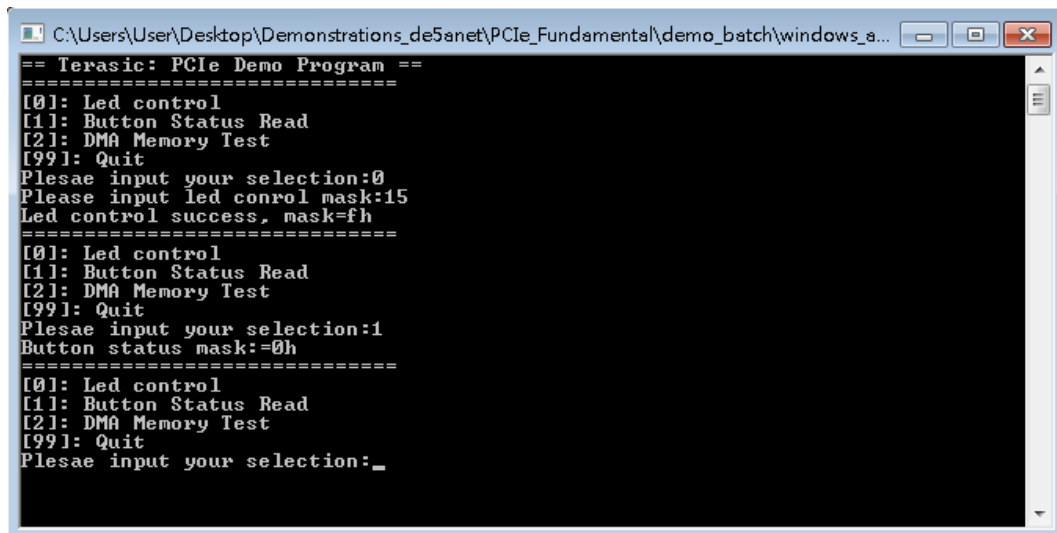 C:\Users\User\Desktop\Demonstrations_de5anet\PCIe_Fundamental\demo_batch\windows_a...
== Terasic: PCIe Demo Program ==
==============================
[0]: Led control
[1]: Button Status Read
[2]: DMA Memory Test
[99]: Quit
Plesae input your selection:0
Please input led conrol mask:15
Led control success, mask=fh
==============================
[0]: Led control
[1]: Button Status Read
[2]: DMA Memory Test
[99]: Quit
Plesae input your selection:1
Button status mask:=0h
==============================
[0]: Led control
[1]: Button Status Read
[2]: DMA Memory Test
[99]: Quit
Plesae input your selection:_